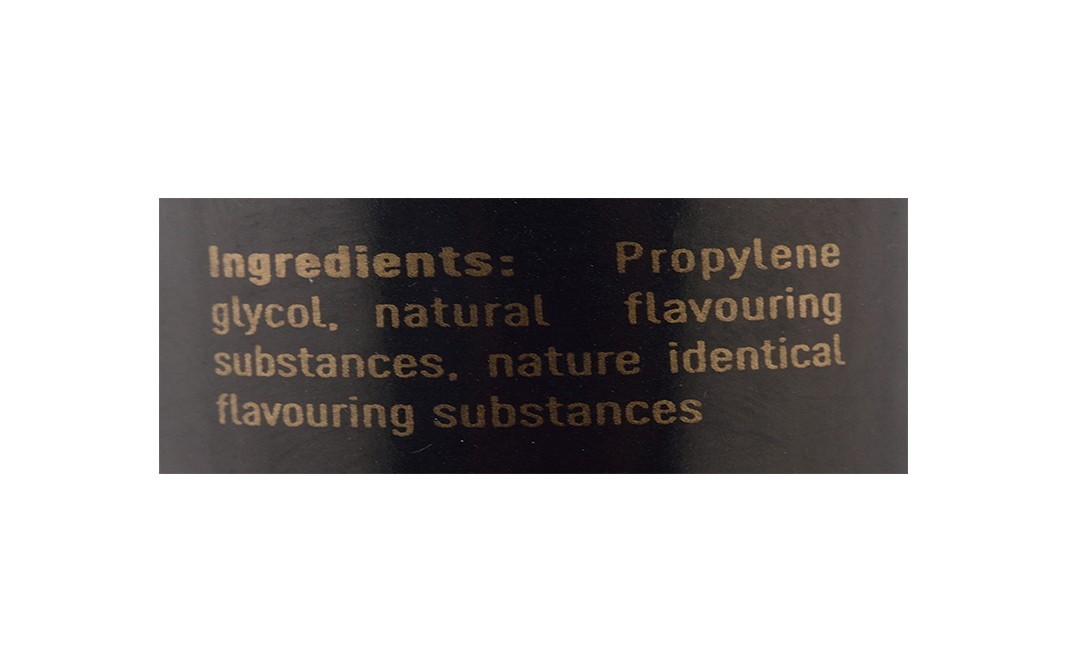 Ingredients: Propylene
glycol, natural flavouring
substances, nature identical
flavouring substances